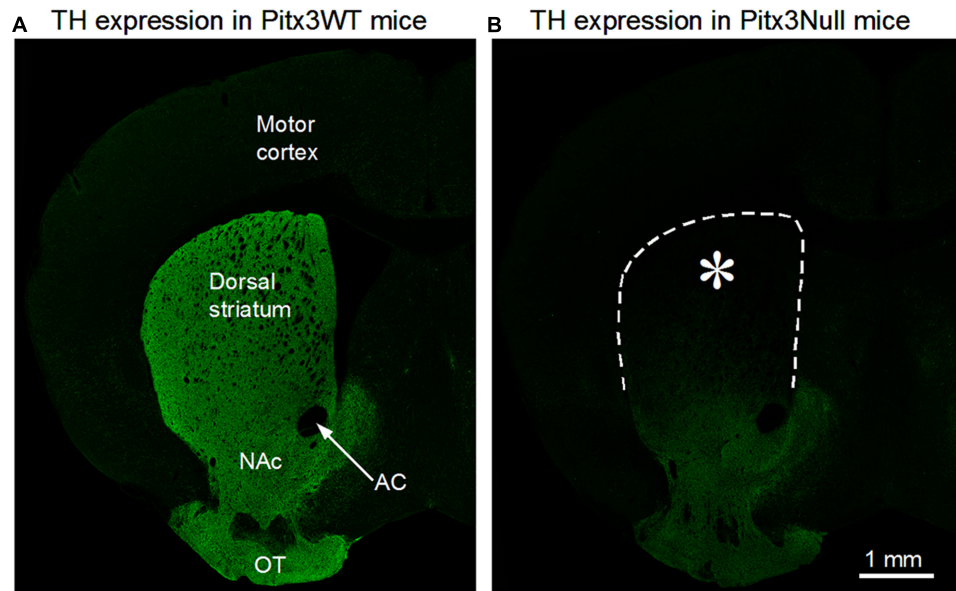 A TH expression in Pitx3WT mice
B TH expression in Pitx3Null mice
Motor
cortex
Dorsal
striatum
NAc
AC
OT
*
1 mm